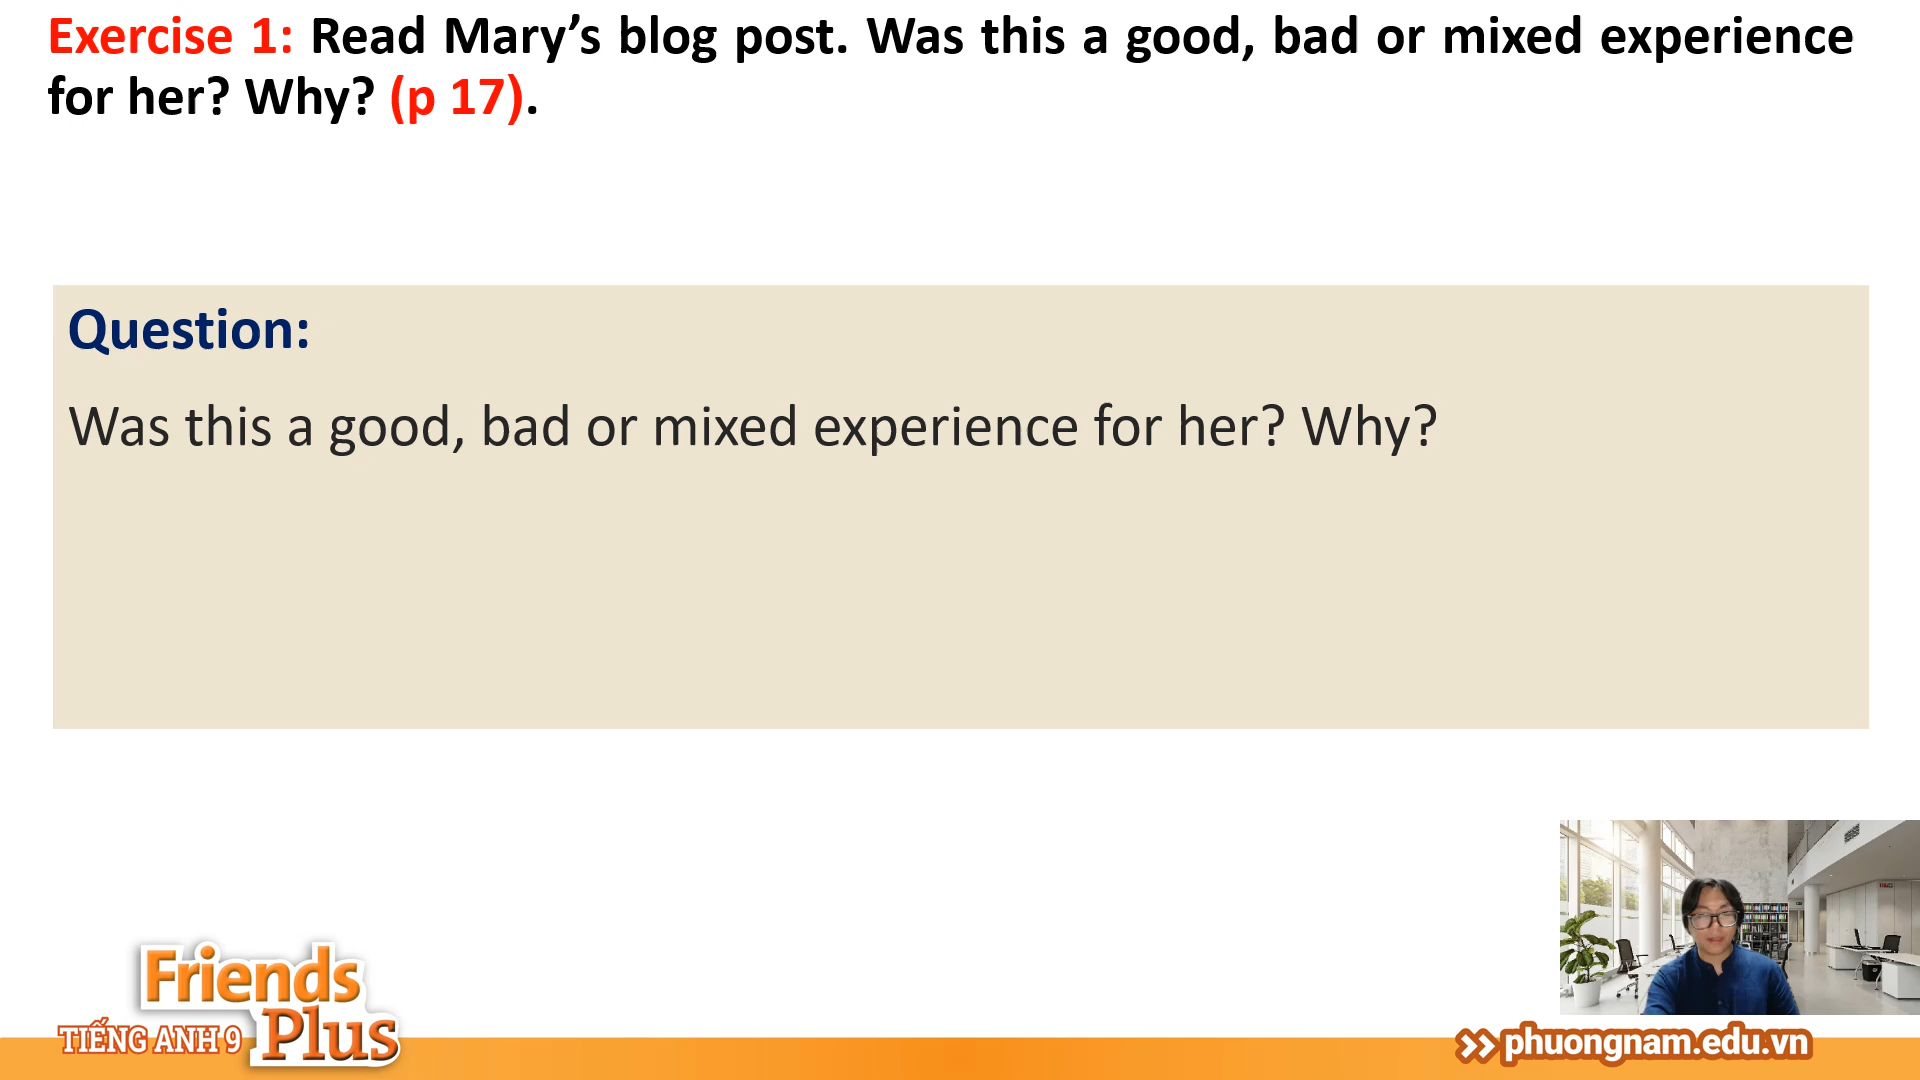 Exercise 1: Read Mary’s blog post. Was this a good, bad or mixed experience
for her? Why? (p 17).
Question:
Was this a good, bad or mixed experience for her? Why?
Friends
Plus
TIẾNG ANH 9
phuongnam.edu.vn